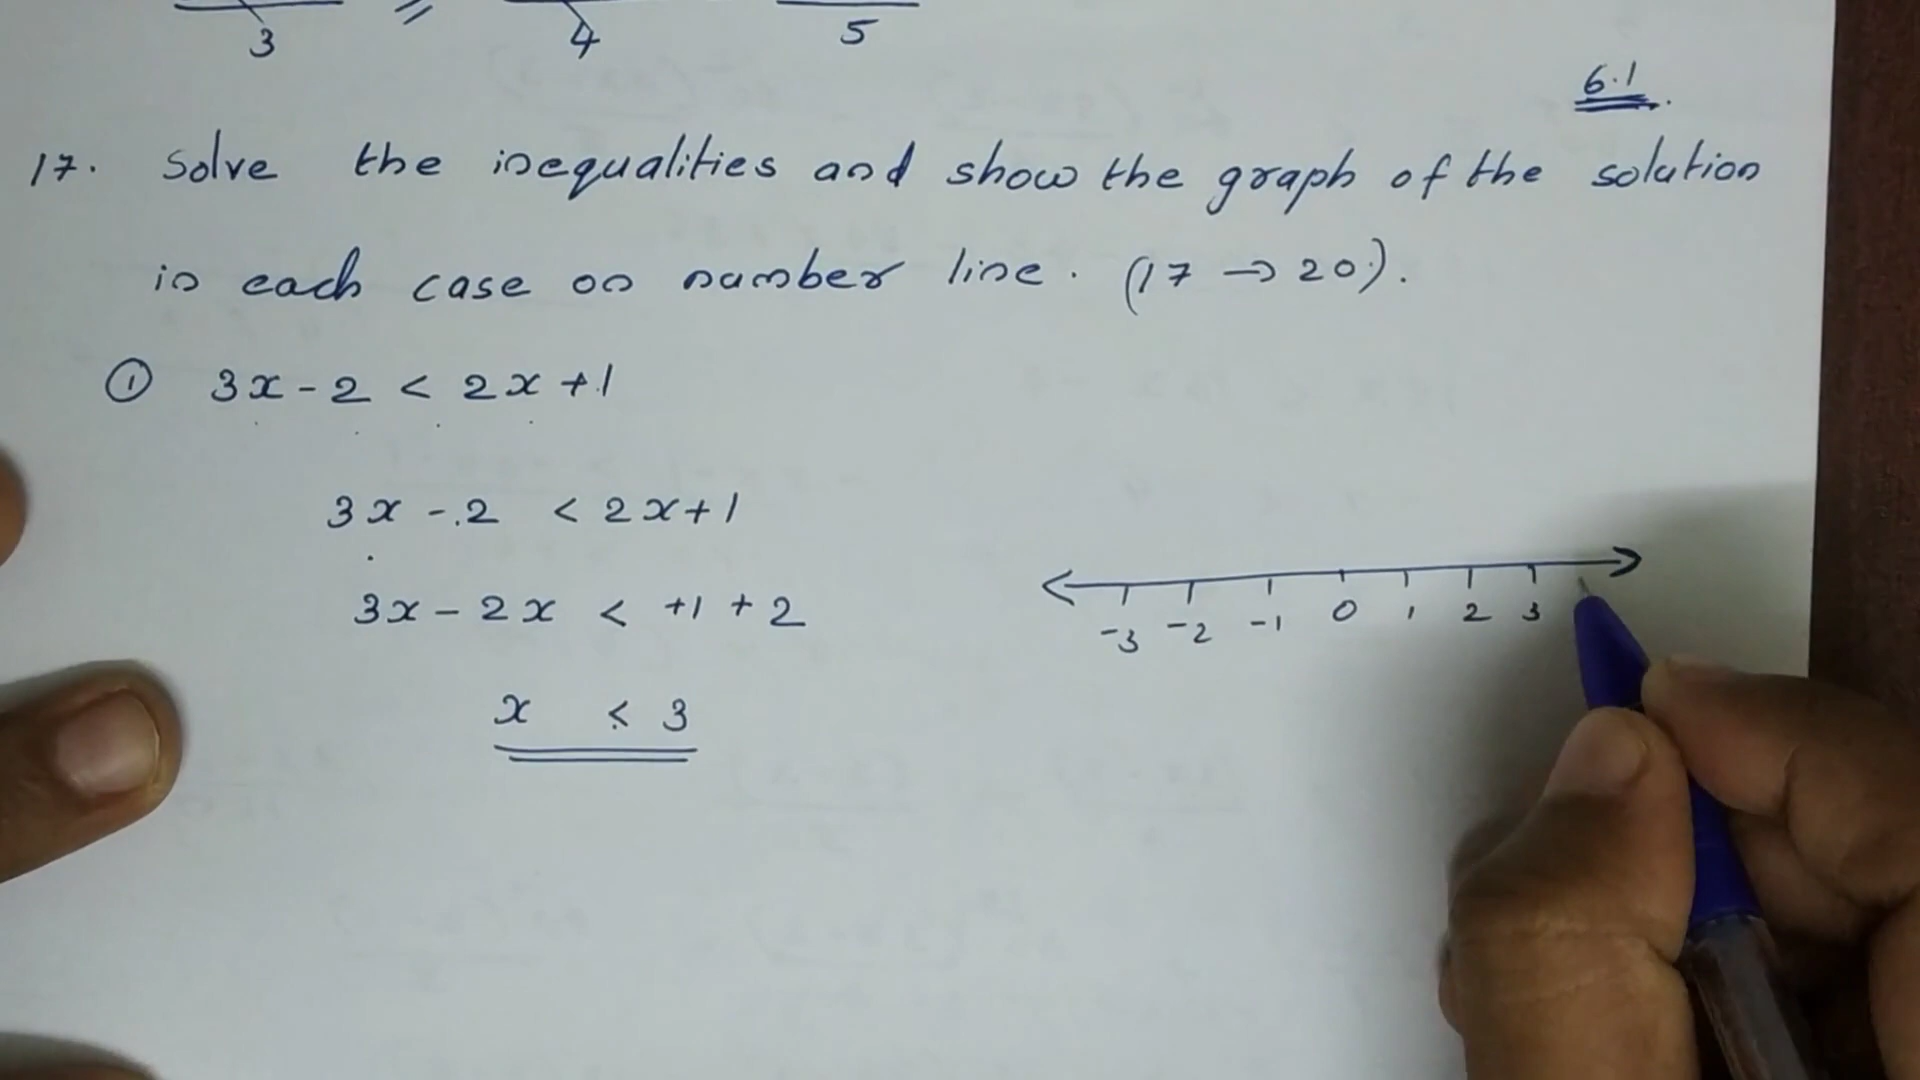 3 ≥ 4 5
6.1
17. Solve the inequalities and show the graph of the solution
in each case on number line. (17 → 20).
① 3x - 2 < 2x + 1
3x - 2 < 2x + 1
3x - 2x < +1 + 2
x < 3
-3 -2 -1 0 1 2 3